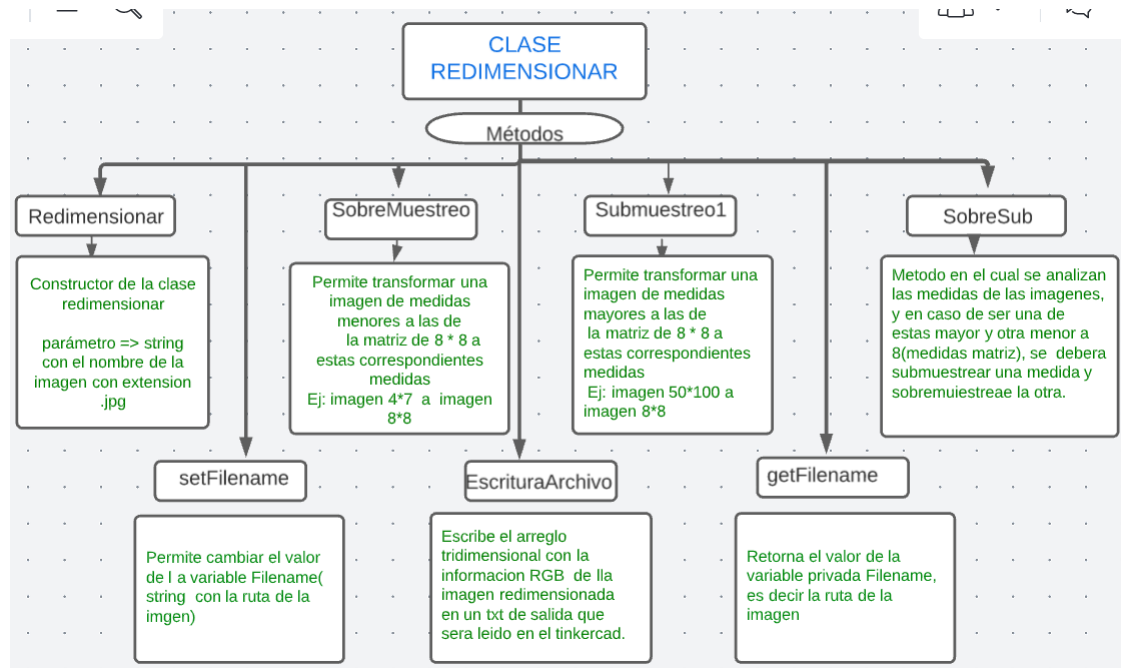 CLASE
REDIMENSIONAR
Métodos
Redimensionar
SobreMuestreo
Submuestreo1
SobreSub
Constructor de la clase
redimensionar
parámetro => string
con el nombre de la
imagen con extension
.jpg
Permite transformar una
imagen de medidas
menores a las de
la matriz de 8 * 8 a
estas correspondientes
medidas
Ej: imagen 4*7 a imagen
8*8
Permite transformar una
imagen de medidas
mayores a las de
la matriz de 8 * 8 a
estas correspondientes
medidas
Ej: imagen 50*100 a
imagen 8*8
Metodo en el cual se analizan
las medidas de las imagenes,
y en caso de ser una de
estas mayor y otra menor a
8(medidas matriz), se debera
submuestrear una medida y
sobremuiestreae la otra.
setFilename
EscrituraArchivo
getFilename
Permite cambiar el valor
de l a variable Filename(
string con la ruta de la
imgen)
Escribe el arreglo
tridimensional con la
informacion RGB de lla
imagen redimensionada
en un txt de salida que
sera leido en el tinkercad.
Retorna el valor de la
variable privada Filename,
es decir la ruta de la
imagen